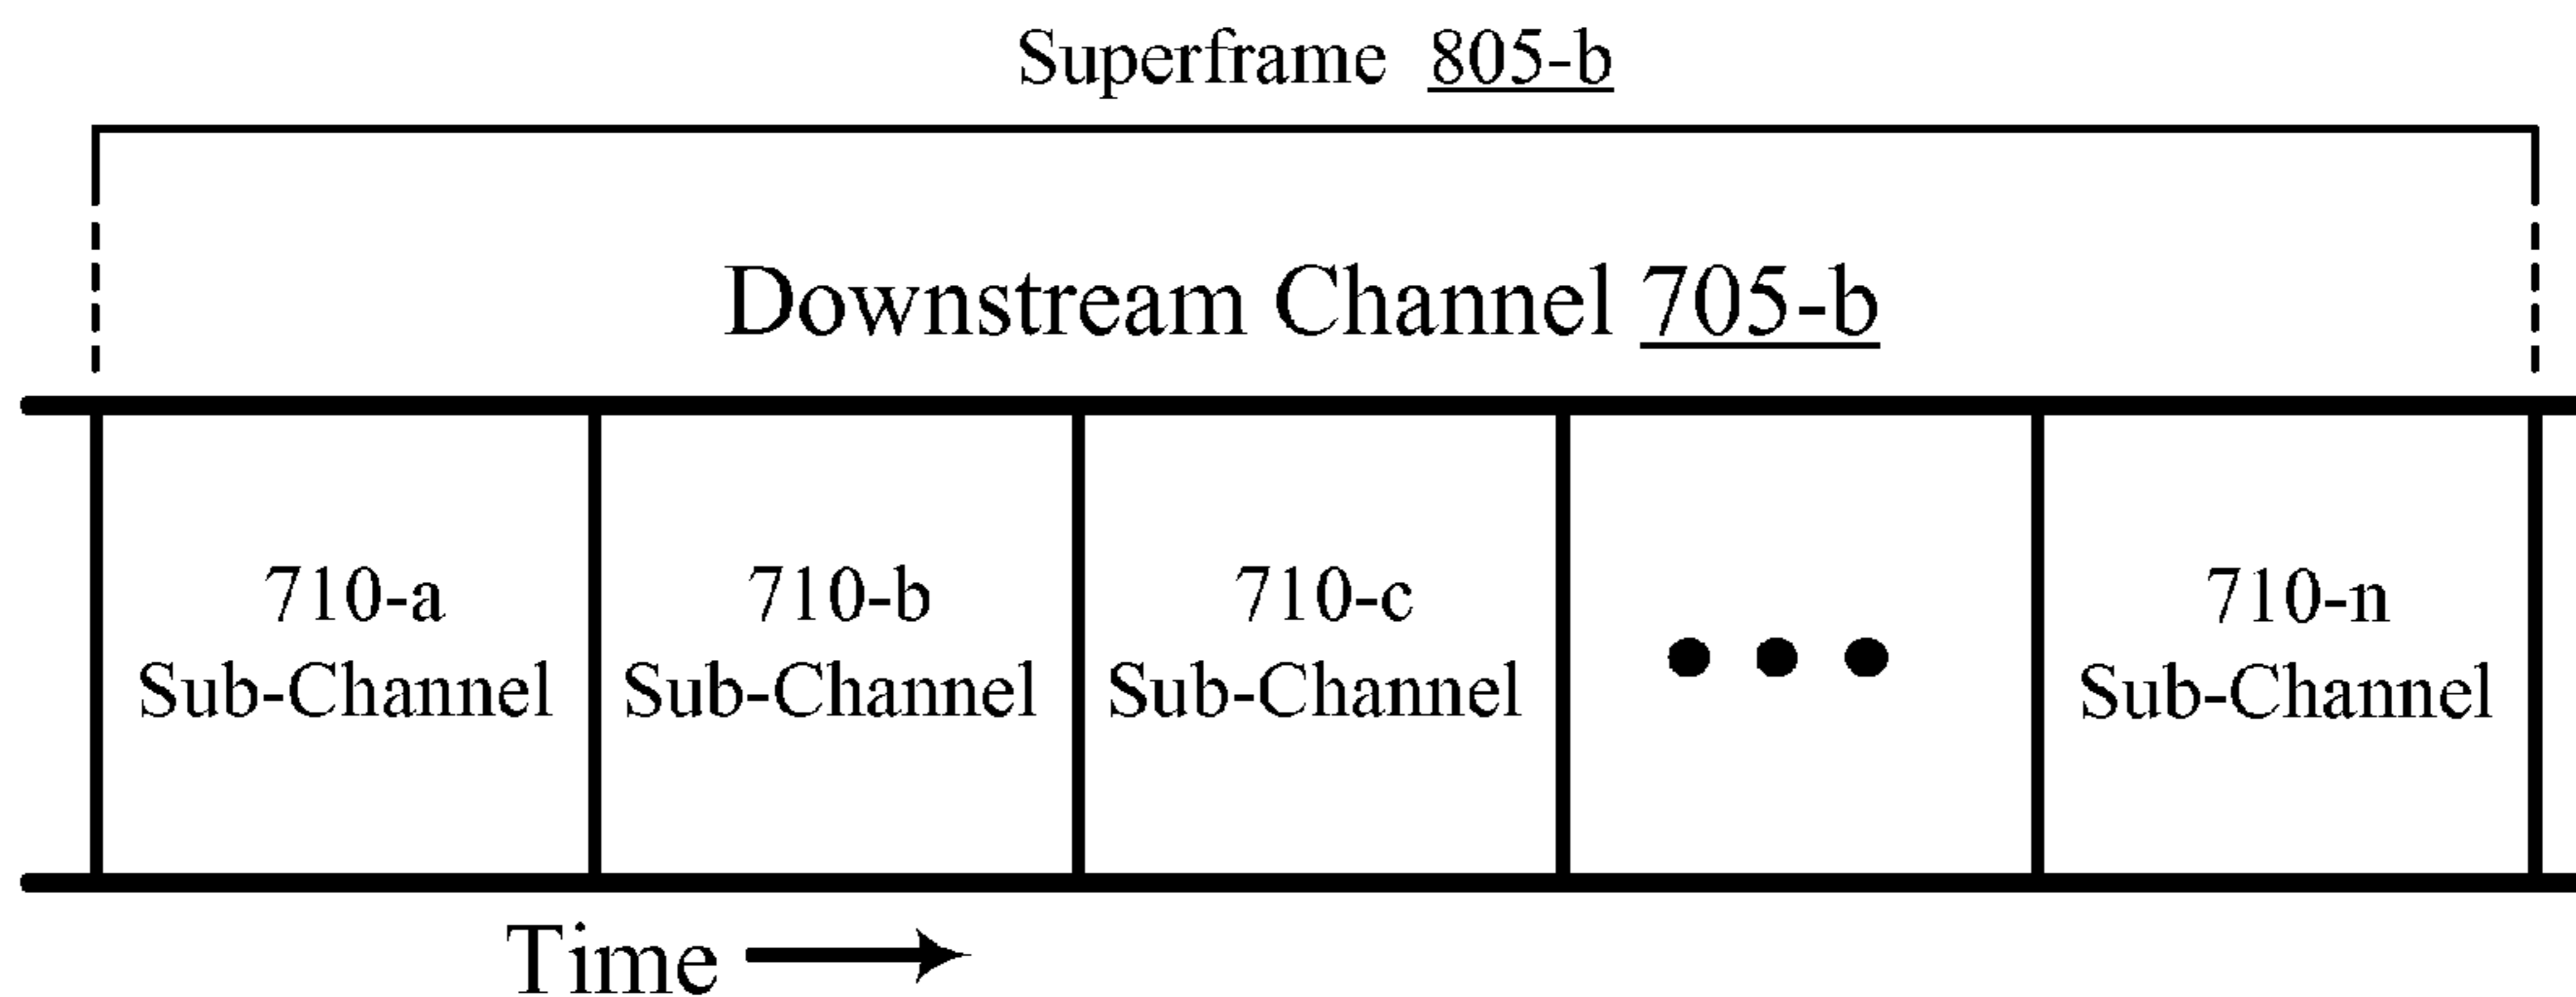 Superframe 805-b
Downstream Channel 705-b
710-a
Sub-Channel
710-b
Sub-Channel
710-c
Sub-Channel
710-n
Sub-Channel
Time